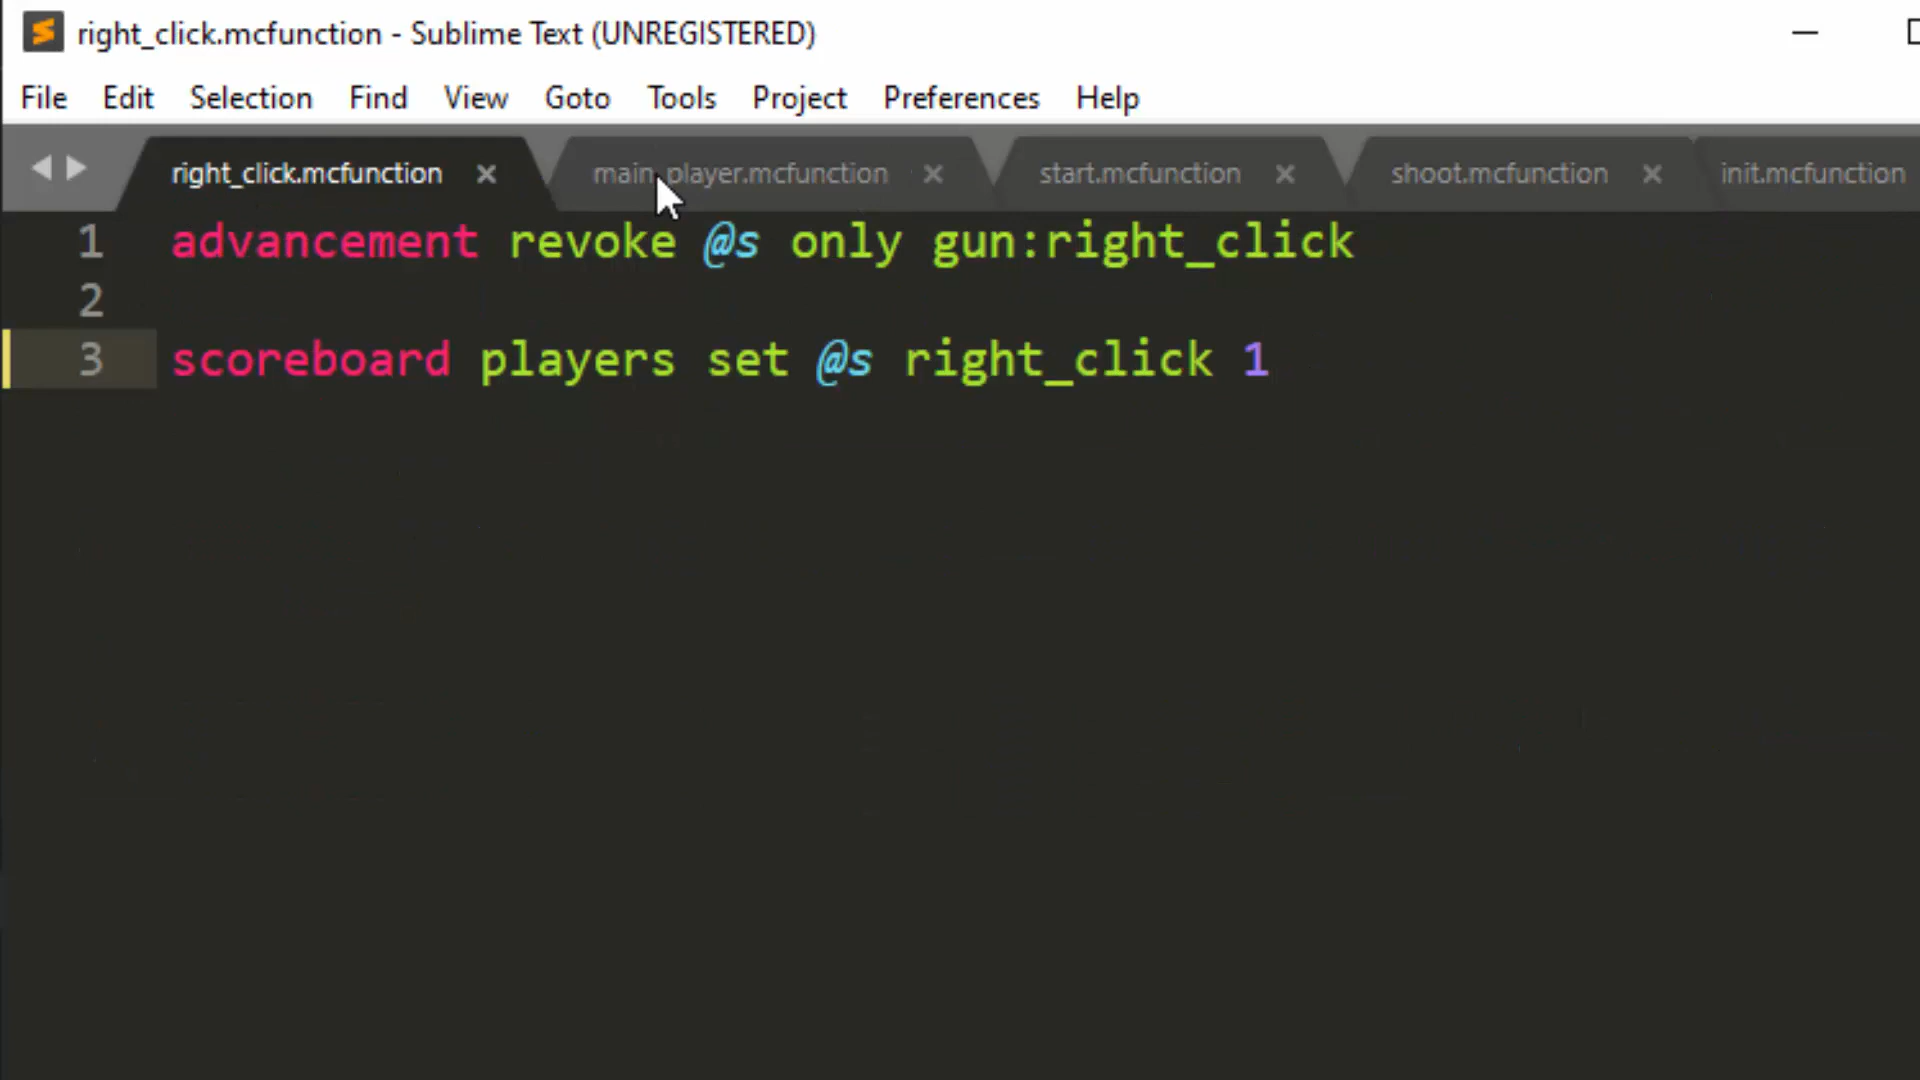 right_click.mcfunction - Sublime Text (UNREGISTERED)
File Edit Selection Find View Goto Tools Project Preferences Help
right_click.mcfunction main_player.mcfunction start.mcfunction shoot.mcfunction init.mcfunction
1 advancement revoke @s only gun:right_click
2
3 scoreboard players set @s right_click 1